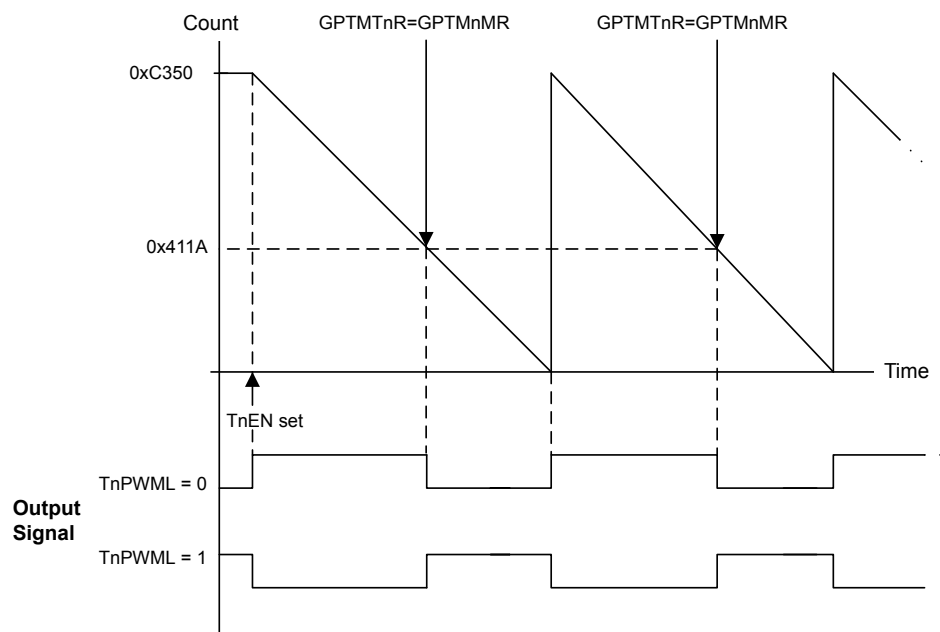 Count
GPTMTnR=GPTMnMR
GPTMTnR=GPTMnMR
0xC350
0x411A
Time
TnEN set
TnPWML = 0
Output
Signal
TnPWML = 1